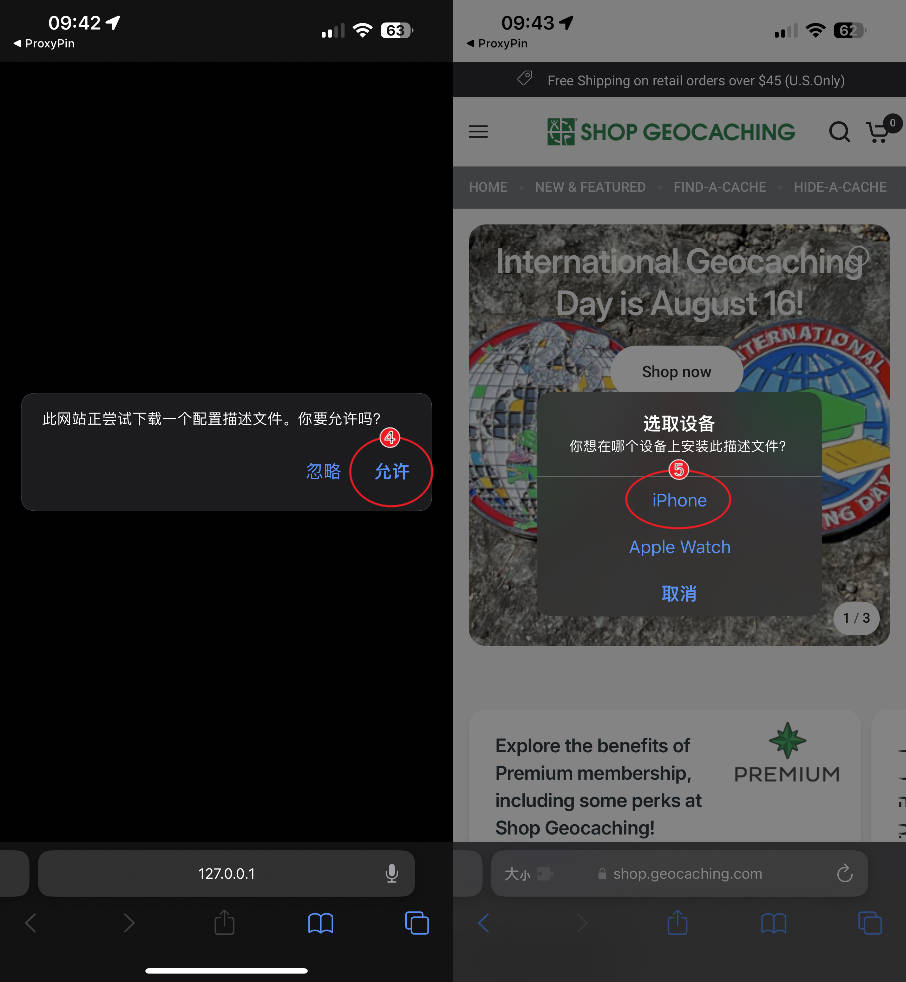 09:42
63
◀ ProxyPin
此网站正尝试下载一个配置描述文件。你要允许吗?
④
忽略
允许
127.0.0.1
09:43
62
◀ ProxyPin
Free Shipping on retail orders over $45 (U.S.Only)
SHOP GEOCACHING
0
HOME
NEW & FEATURED
FIND-A-CACHE
HIDE-A-CACHE
International Geocaching
Day is August 16!
25
INTERNATIONAL
NG DAY
Shop now
选取设备
你想在哪个设备上安装此描述文件?
⑤
iPhone
Apple Watch
取消
1 / 3
Explore the benefits of
Premium membership,
including some perks at
Shop Geocaching!
PREMIUM
大小
shop.geocaching.com